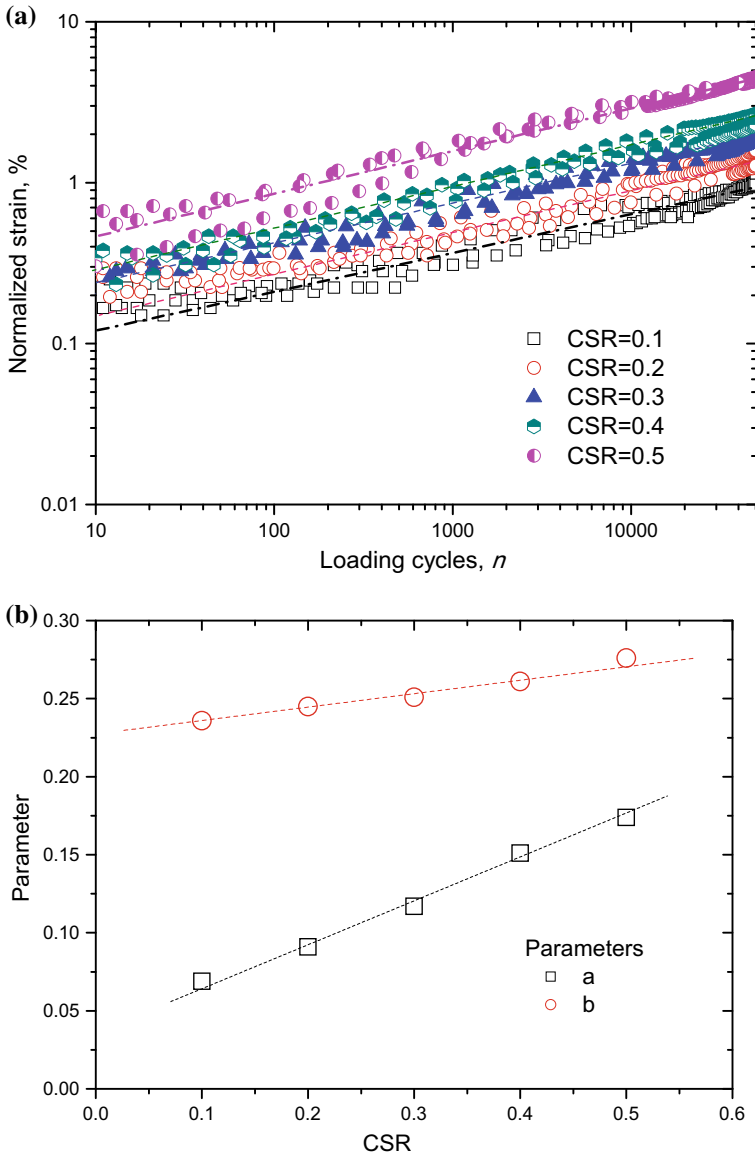 (a)
10
1
0.1
0.01
Normalized strain, %
10 100 1000 10000
Loading cycles, n
CSR=0.1
CSR=0.2
CSR=0.3
CSR=0.4
CSR=0.5
(b)
0.30
0.25
0.20
0.15
0.10
0.05
0.00
Parameter
Parameters
a
b
0.0 0.1 0.2 0.3 0.4 0.5 0.6
CSR